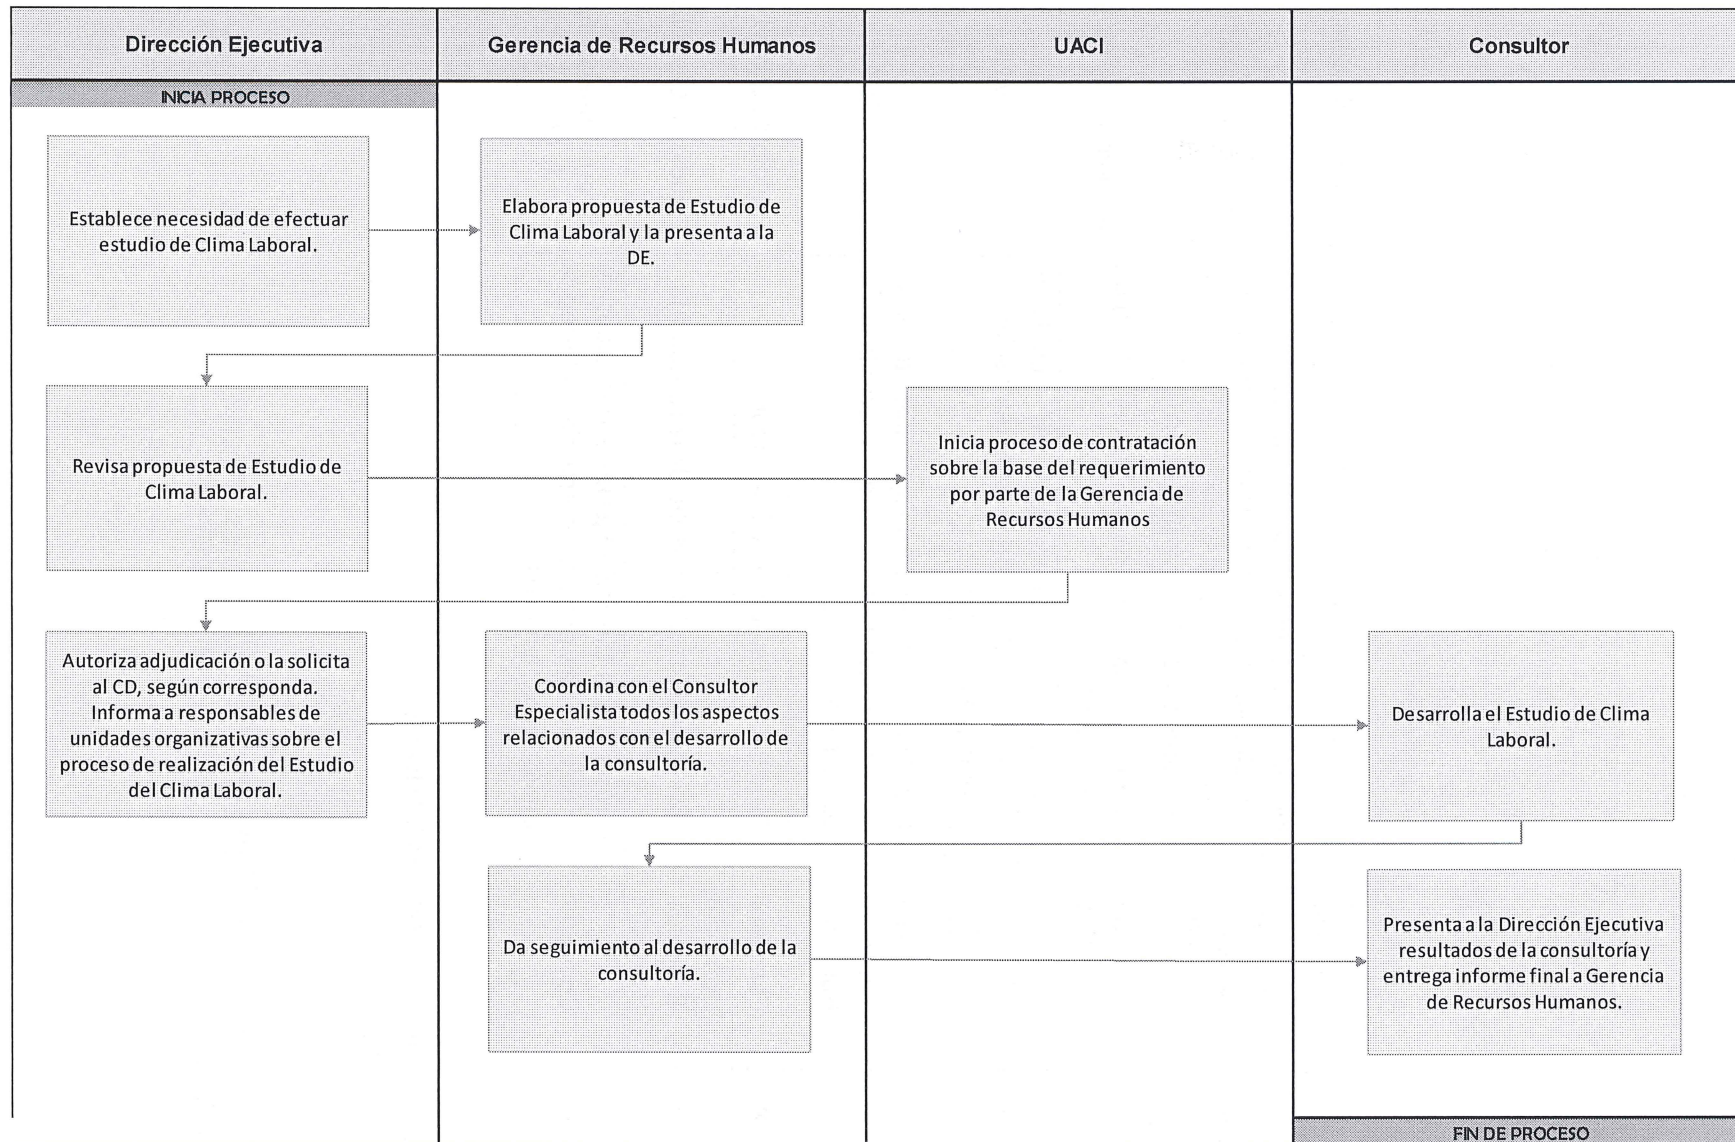 Dirección Ejecutiva
Gerencia de Recursos Humanos
UACI
Consultor
INICIA PROCESO
Establece necesidad de efectuar
estudio de Clima Laboral.
Elabora propuesta de Estudio de
Clima Laboral y la presenta a la
DE.
Revisa propuesta de Estudio de
Clima Laboral.
Inicia proceso de contratación
sobre la base del requerimiento
por parte de la Gerencia de
Recursos Humanos
Autoriza adjudicación o la solicita
al CD, según corresponda.
Informa a responsables de
unidades organizativas sobre el
proceso de realización del Estudio
del Clima Laboral.
Coordina con el Consultor
Especialista todos los aspectos
relacionados con el desarrollo de
la consultoría.
Desarrolla el Estudio de Clima
Laboral.
Da seguimiento al desarrollo de la
consultoría.
Presenta a la Dirección Ejecutiva
resultados de la consultoría y
entrega informe final a Gerencia
de Recursos Humanos.
FIN DE PROCESO